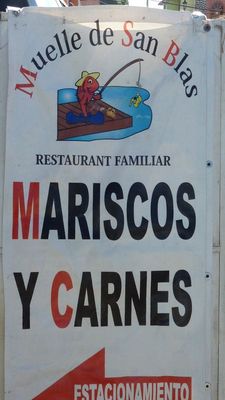 Muelle de San Blas
RESTAURANT FAMILIAR
MARISCOS
Y CARNES
ESTACIONAMIENTO